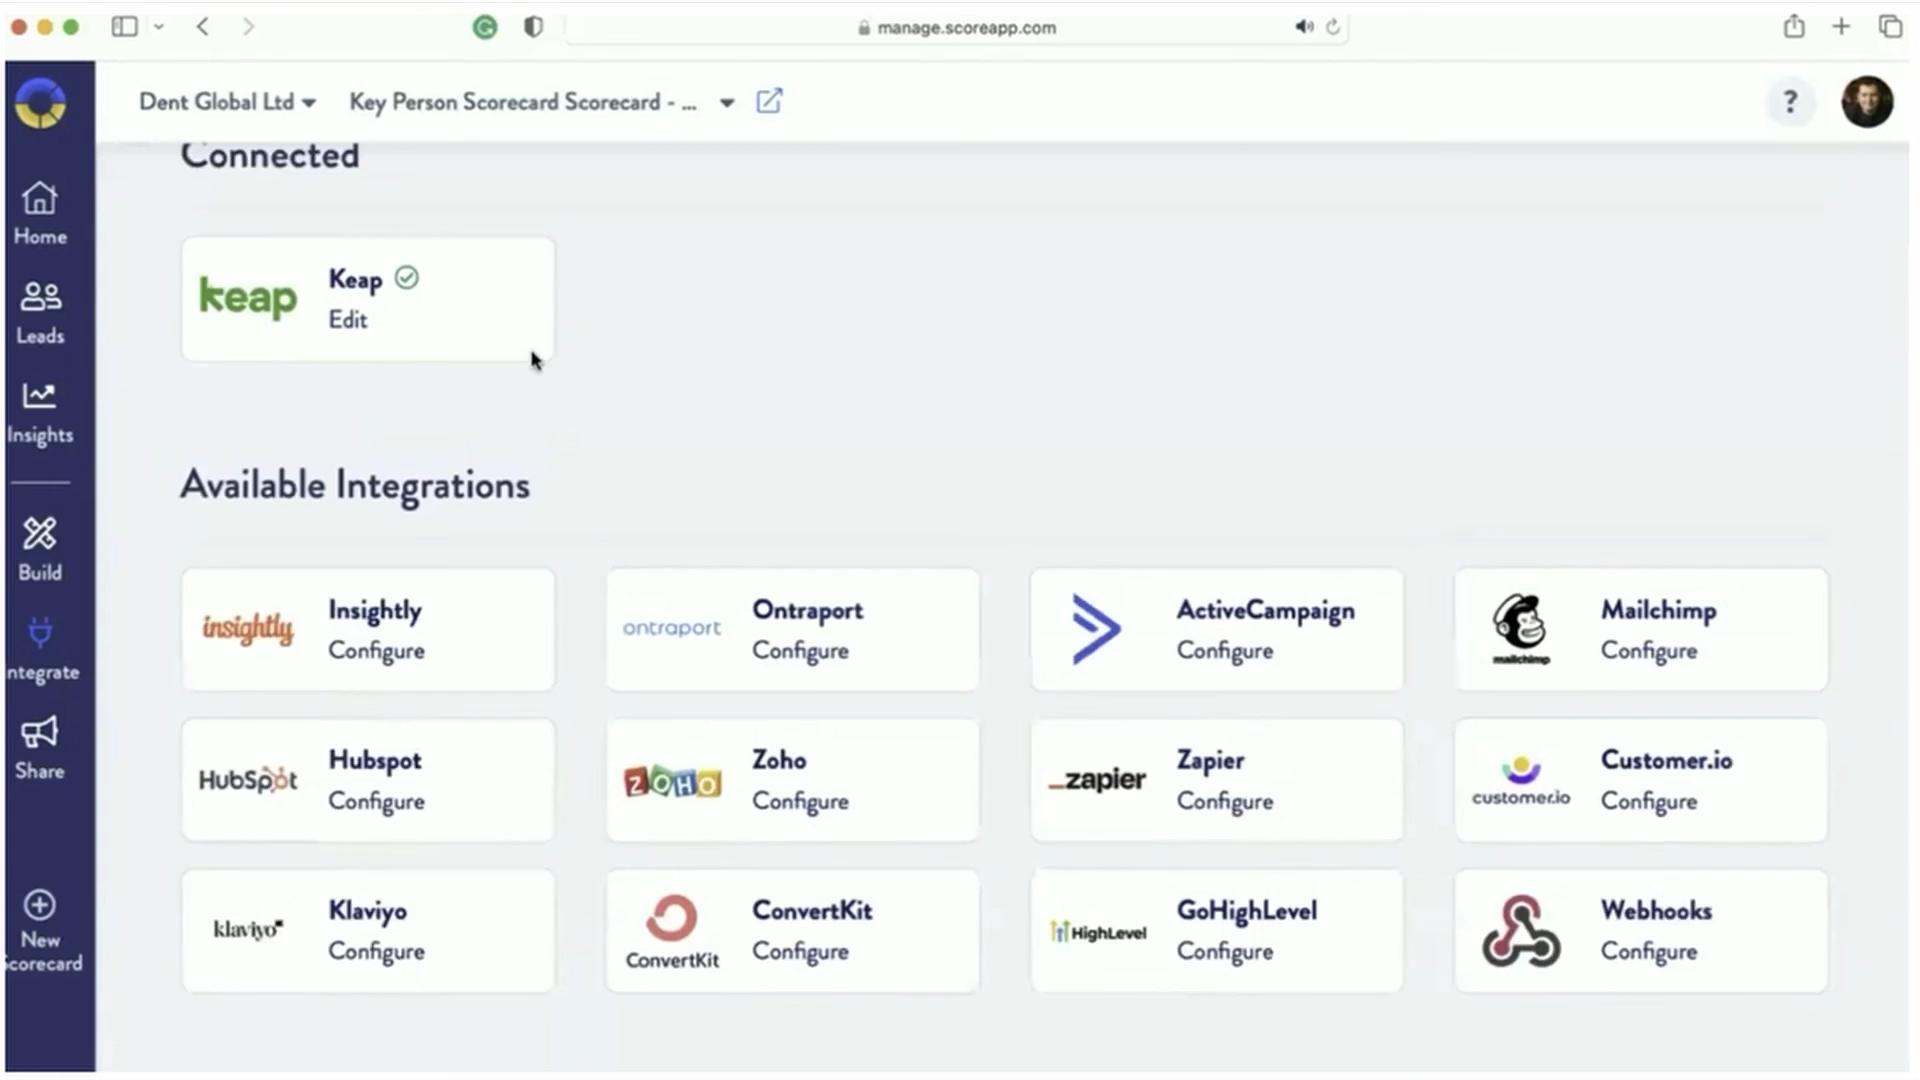 manage.scoreapp.com
Dent Global Ltd
Key Person Scorecard Scorecard - ...
?
Home
Leads
Insights
Build
ntegrate
Share
New
Scorecard
Connected
keap
Keap
Edit
Available Integrations
insightly
Insightly
Configure
ontraport
Ontraport
Configure
ActiveCampaign
Configure
mailchimp
Mailchimp
Configure
HubSpot
Hubspot
Configure
ZOHO
Zoho
Configure
_zapier
Zapier
Configure
customer.io
Customer.io
Configure
klaviyo
Klaviyo
Configure
ConvertKit
ConvertKit
Configure
HighLevel
GoHighLevel
Configure
Webhooks
Configure